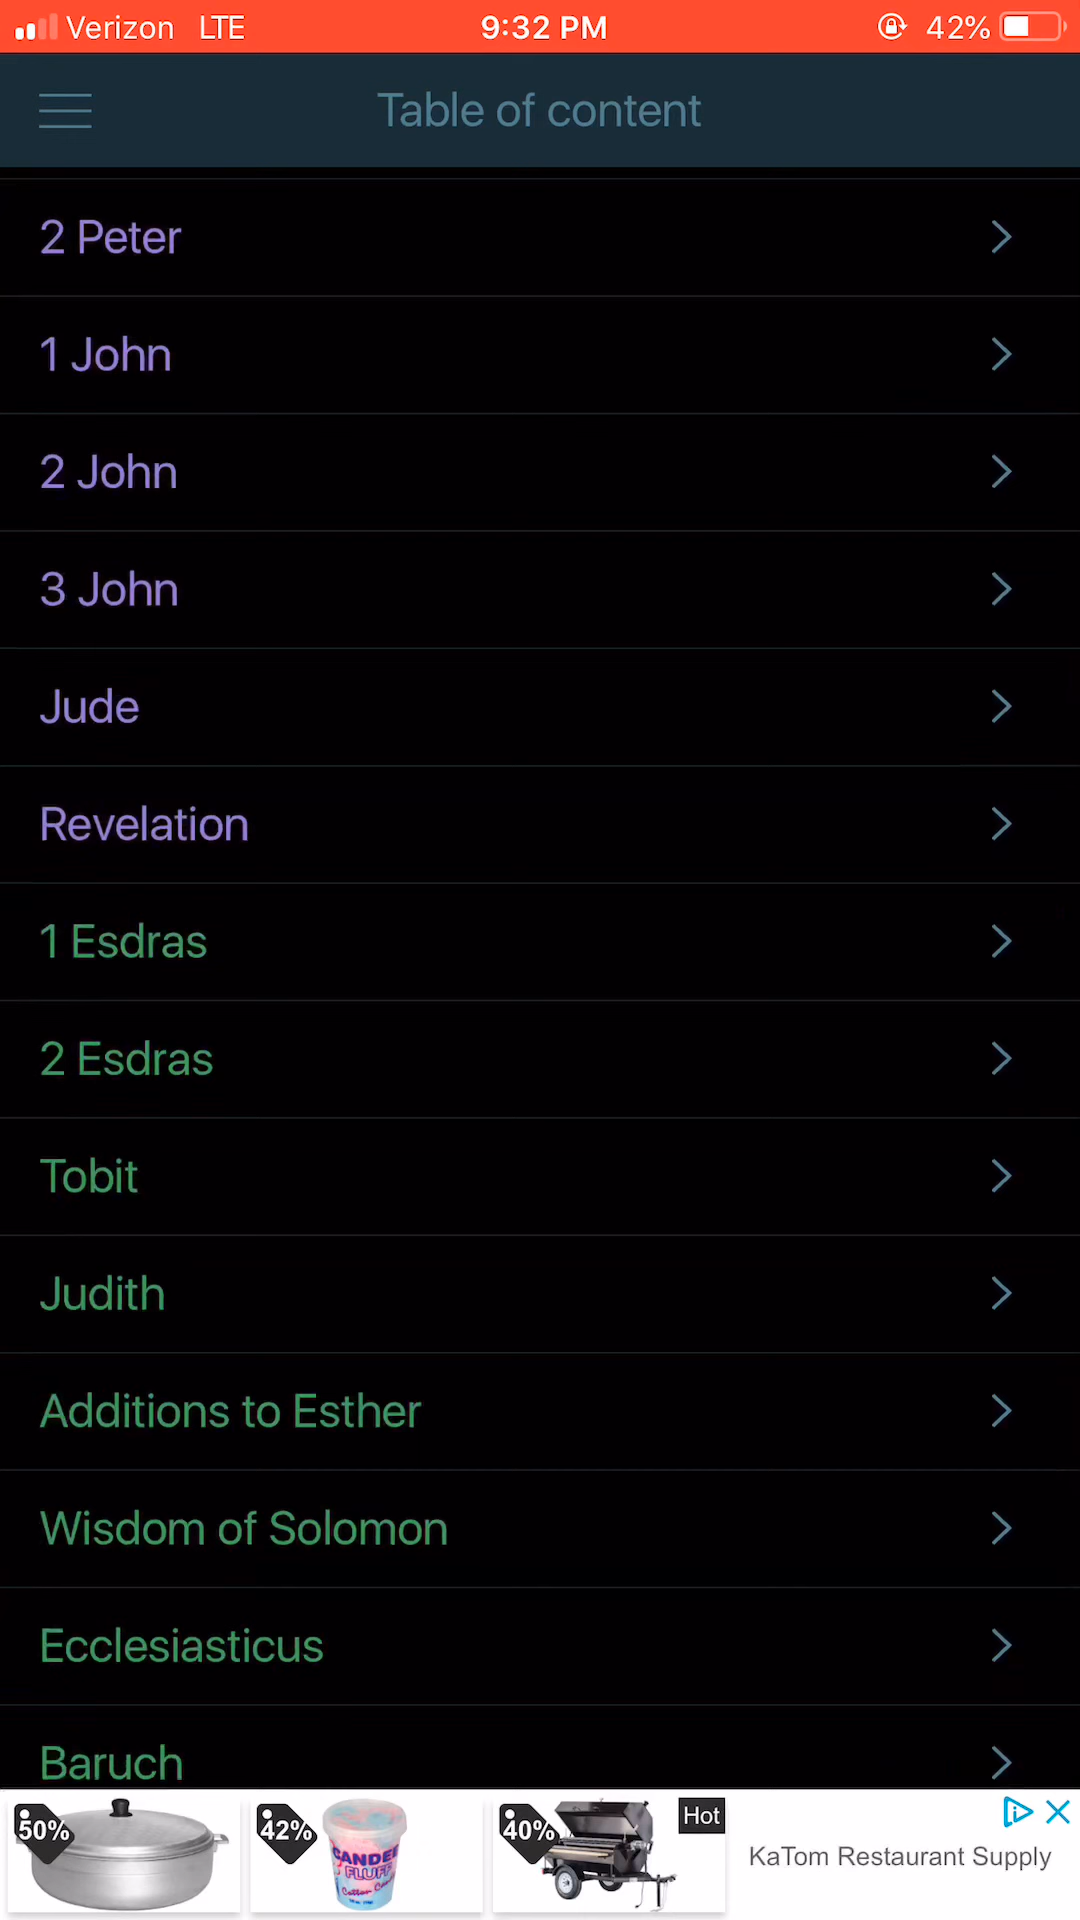 Verizon LTE 9:32 PM 42%
Table of content
2 Peter
1 John
2 John
3 John
Jude
Revelation
1 Esdras
2 Esdras
Tobit
Judith
Additions to Esther
Wisdom of Solomon
Ecclesiasticus
Baruch
50%
42%
CANDEE
FLUFF
40%
Hot
KaTom Restaurant Supply